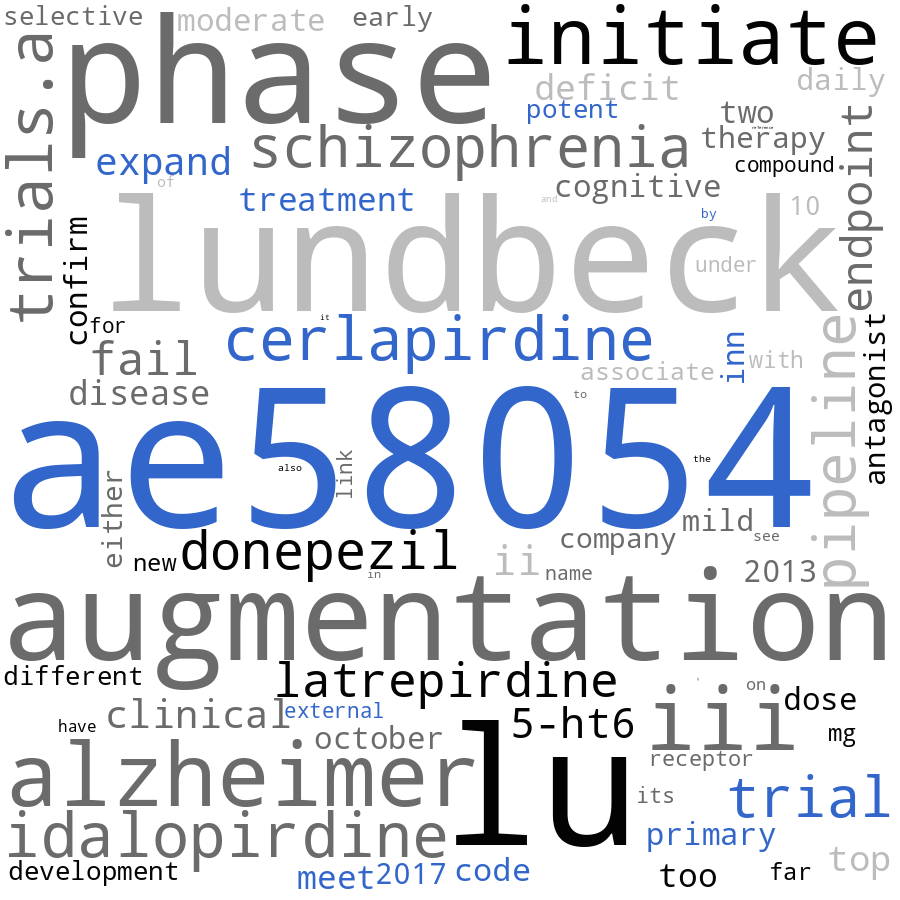 selective
moderate
early
initiate
phase
trials.a
deficit
daily
potent
two
endpoint
reference
schizophrenia
therapy
expand
compound
of
cognitive
treatment
and
10
lundbeck
by
confirm
under
for
it
cerlapirdine
pipeline
antagonist
inn
fail
with
associate
disease
to
ae58054
link
also
the
either
mild
donepezil
company
see
new
ii
in
name
2013
augmentation
different
latrepirdine
on
dose
clinical
external
5-ht6
iii
have
october
lu
mg
alzheimer
receptor
trial
its
idalopirdine
primary
top
development
meet
2017
code
too
far